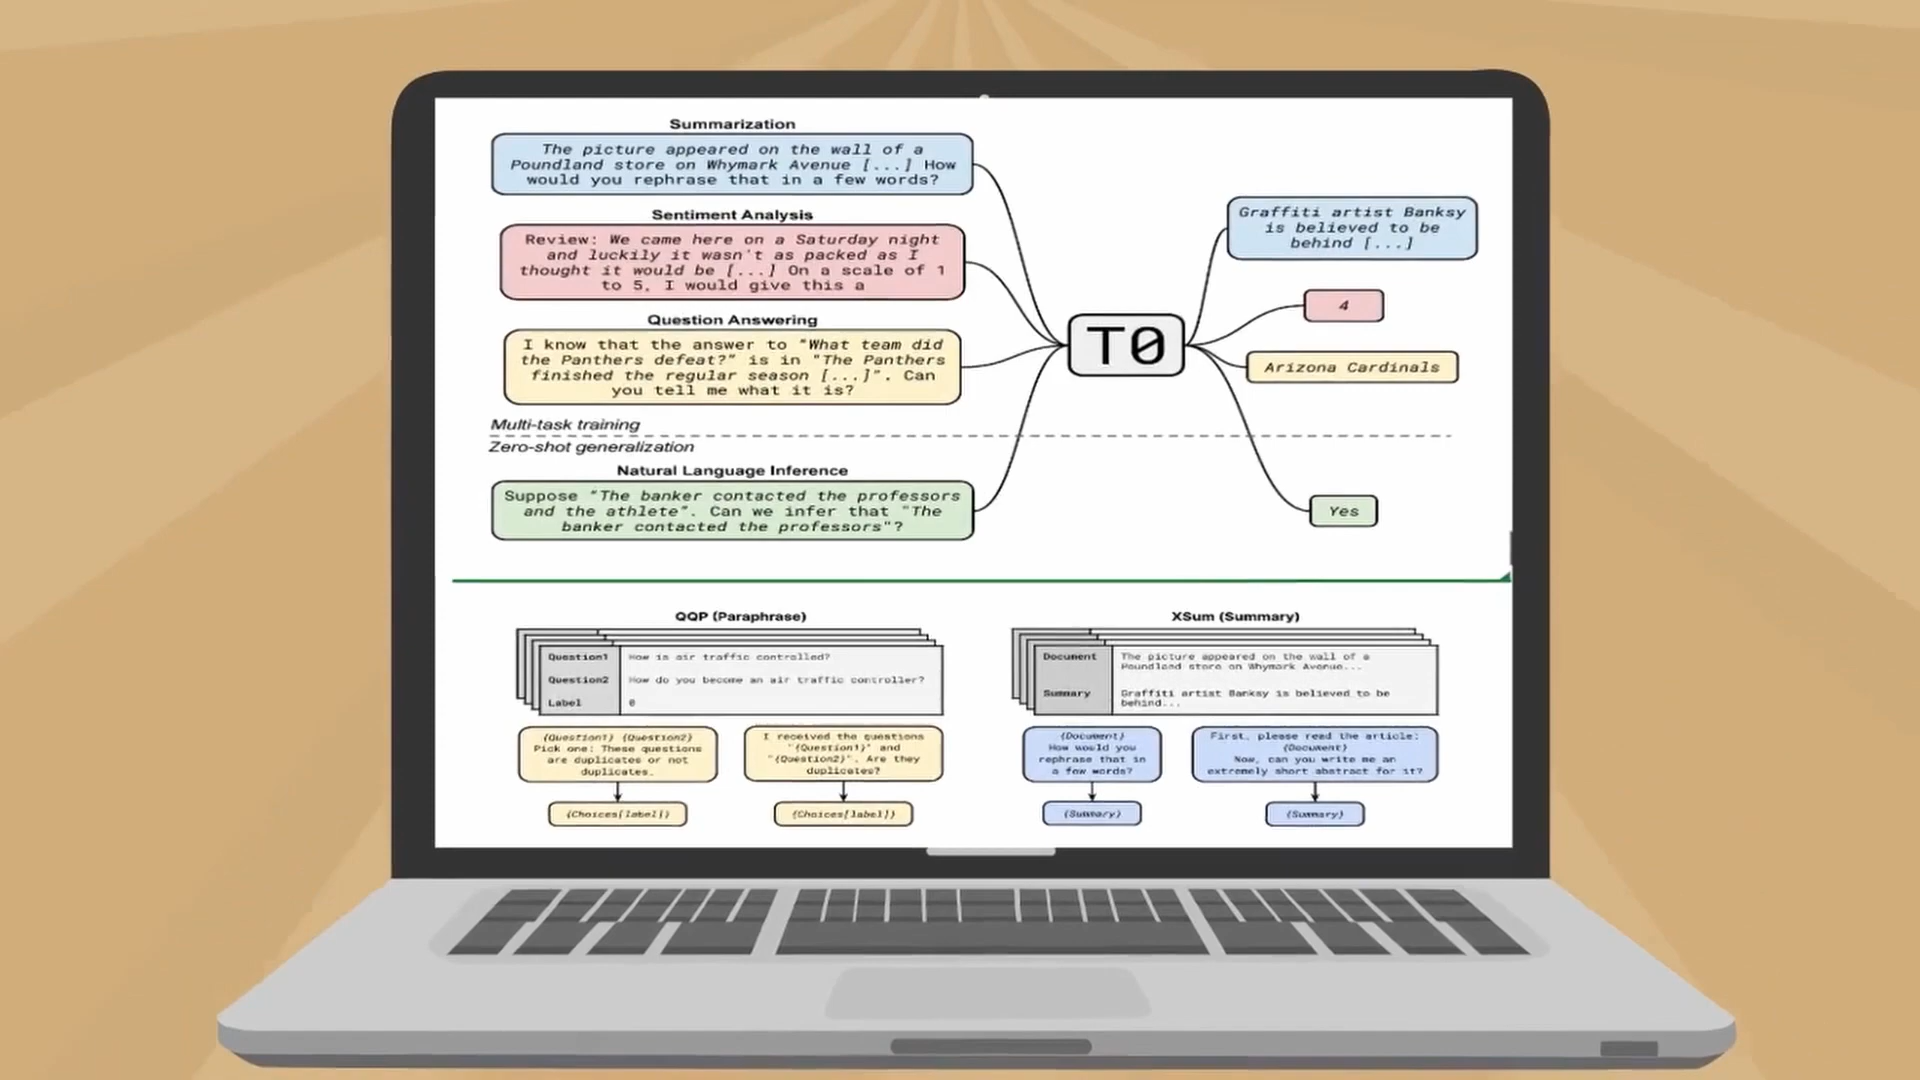 Summarization
The picture appeared on the wall of a
Poundland store on Whymark Avenue [...] How
would you rephrase that in a few words?
Sentiment Analysis
Review: We came here on a Saturday night
and luckily it wasn't as packed as I
thought it would be [...] On a scale of 1
to 5, I would give this a
Question Answering
I know that the answer to "What team did
the Panthers defeat?" is in "The Panthers
finished the regular season [...]". Can
you tell me what it is?
Multi-task training
Zero-shot generalization
Natural Language Inference
Suppose "The banker contacted the professors
and the athlete". Can we infer that "The
banker contacted the professors"?
T0
Graffiti artist Banksy
is believed to be
behind [...]
4
Arizona Cardinals
Yes
QQP (Paraphrase)
Question1 How is air traffic controlled?
Question2 How do you become an air traffic controller?
Label 0
{Question1} {Question2}
Pick one: These questions
are duplicates or not
duplicates.
{Choices[label]}
I received the questions
"{Question1}" and
"{Question2}". Are they
duplicates?
{Choices[label]}
XSum (Summary)
Document The picture appeared on the wall of a
Poundland store on Whymark Avenue...
Summary Graffiti artist Banksy is believed to be
behind...
{Document}
How would you
rephrase that in
a few words?
{Summary}
First, please read the article:
{Document}
Now, can you write me an
extremely short abstract for it?
{Summary}